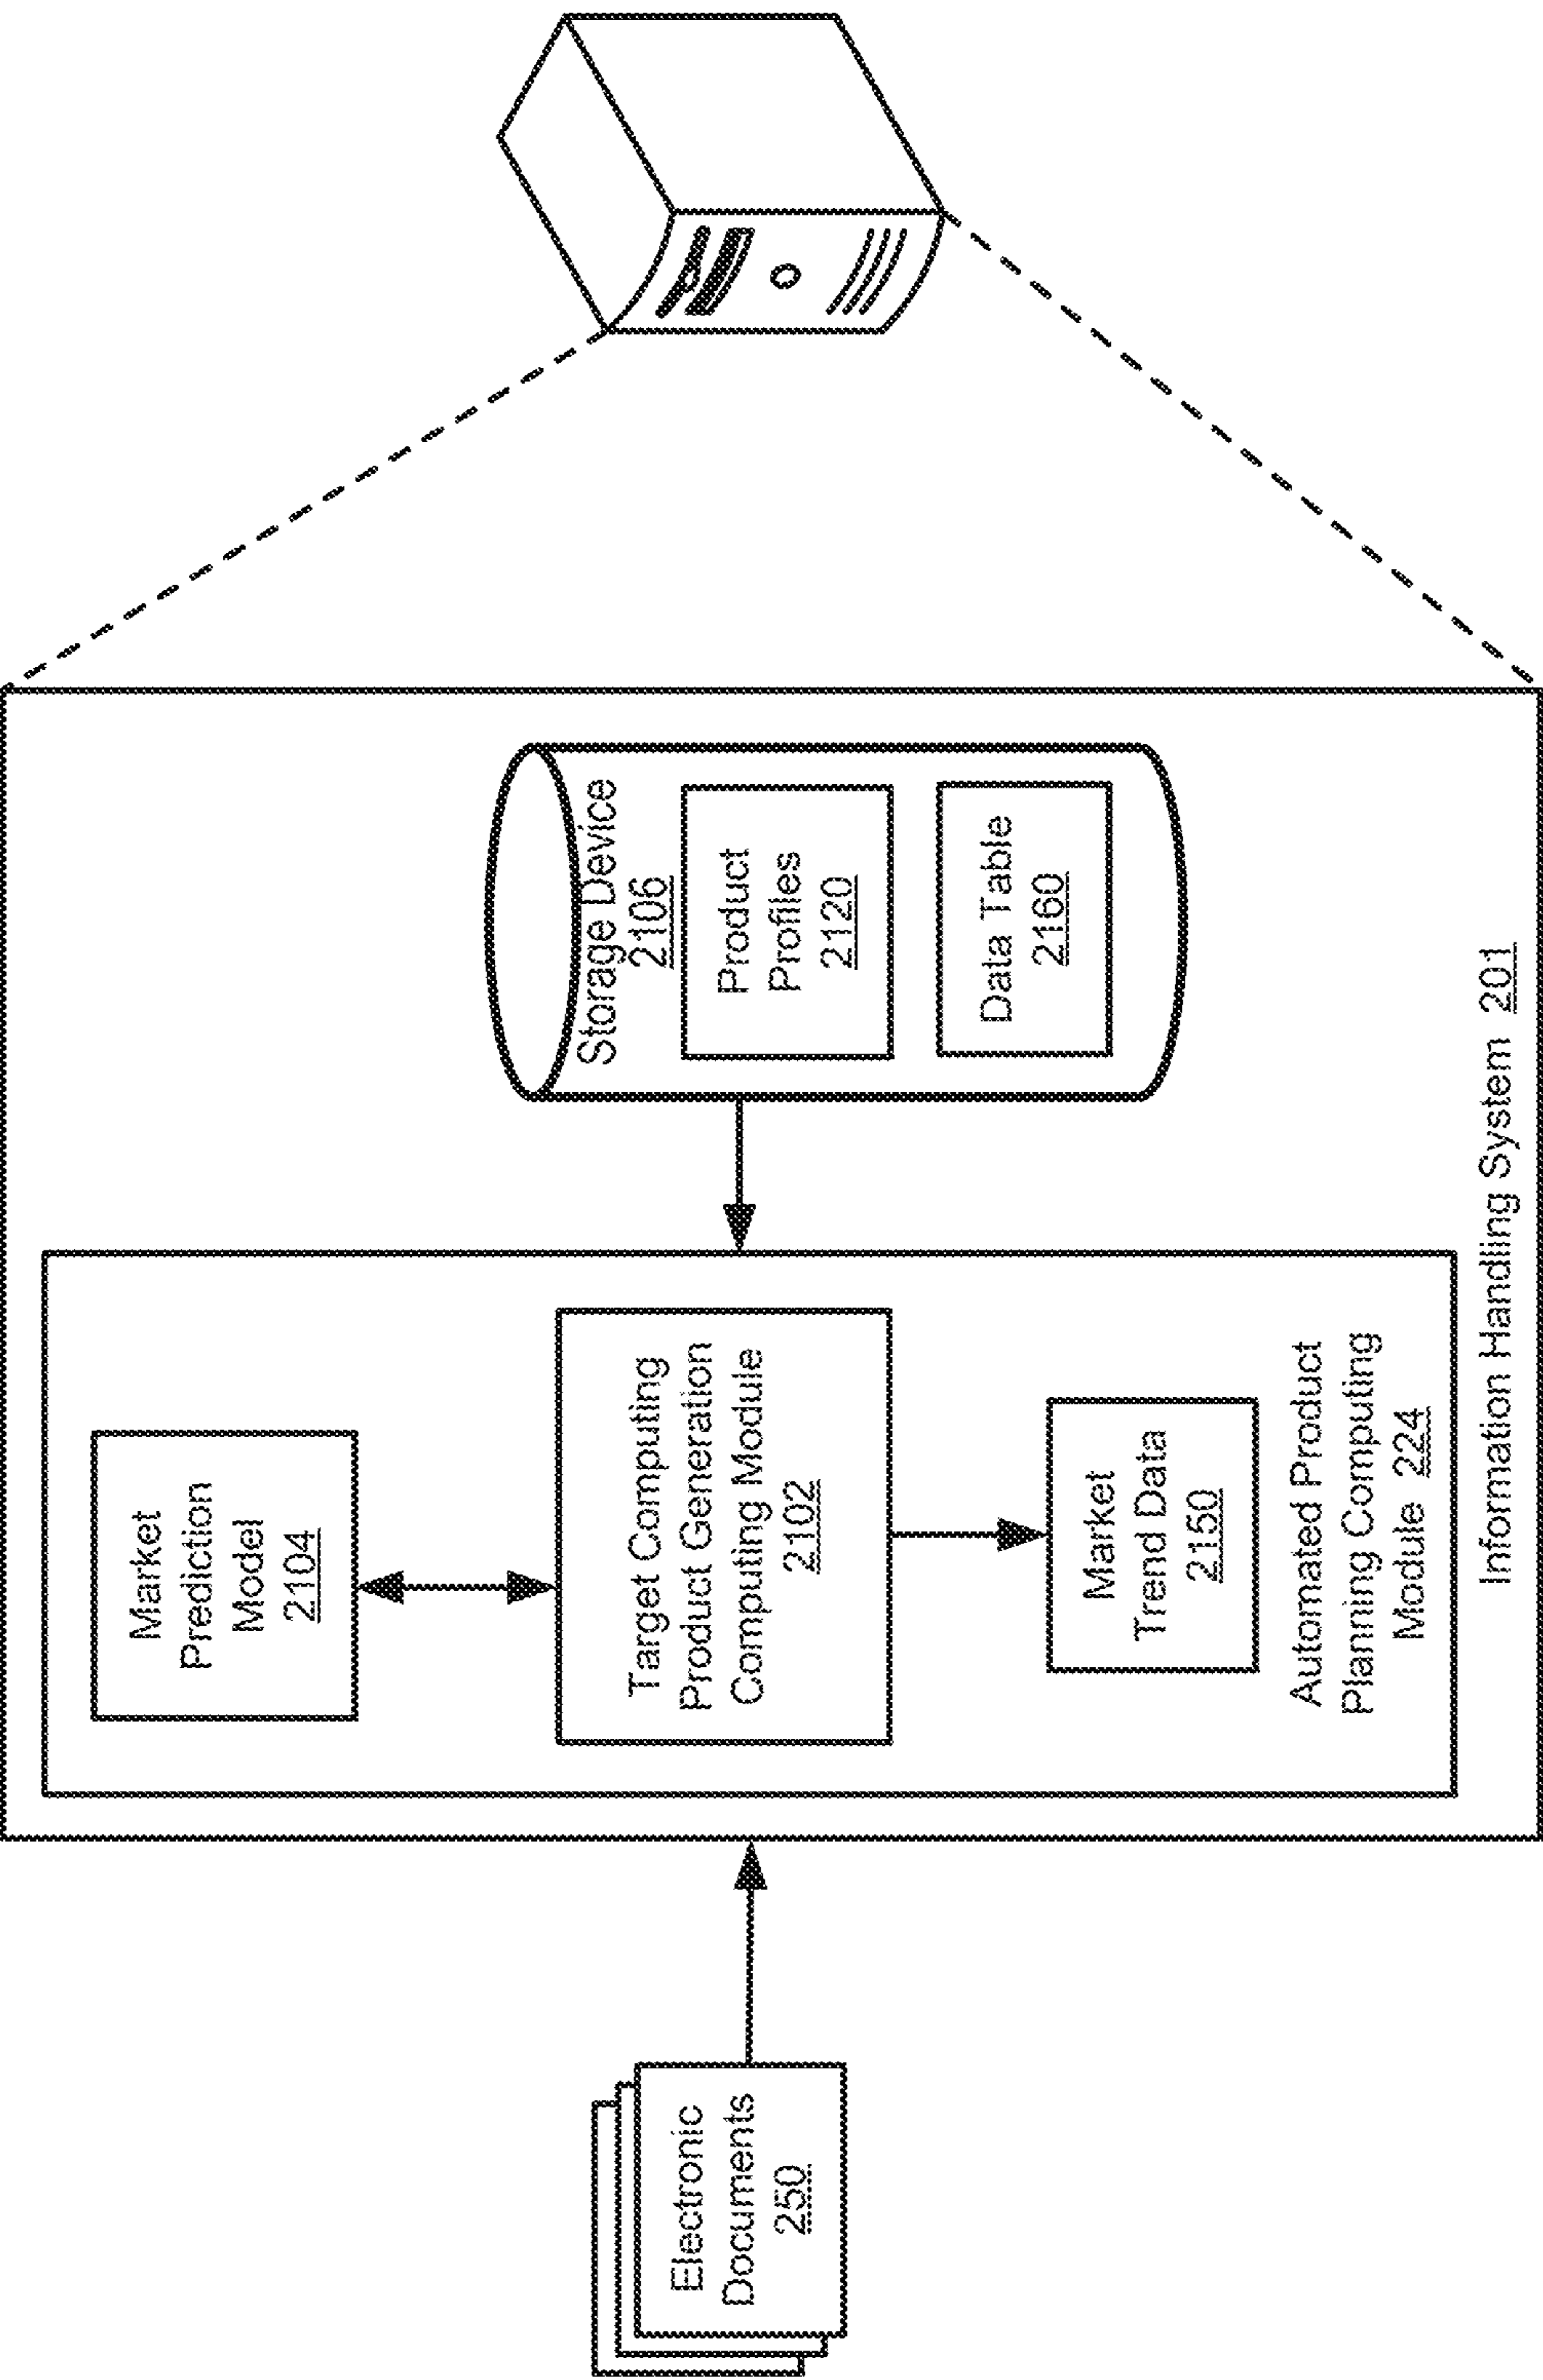 Electronic
Documents
250
Market
Prediction
Model
2104
Target Computing
Product Generation
Computing Module
2102
Market
Trend Data
2150
Automated Product
Planning Computing
Module 224
Storage Device
2106
Product
Profiles
2120
Data Table
2160
Information Handling System 201